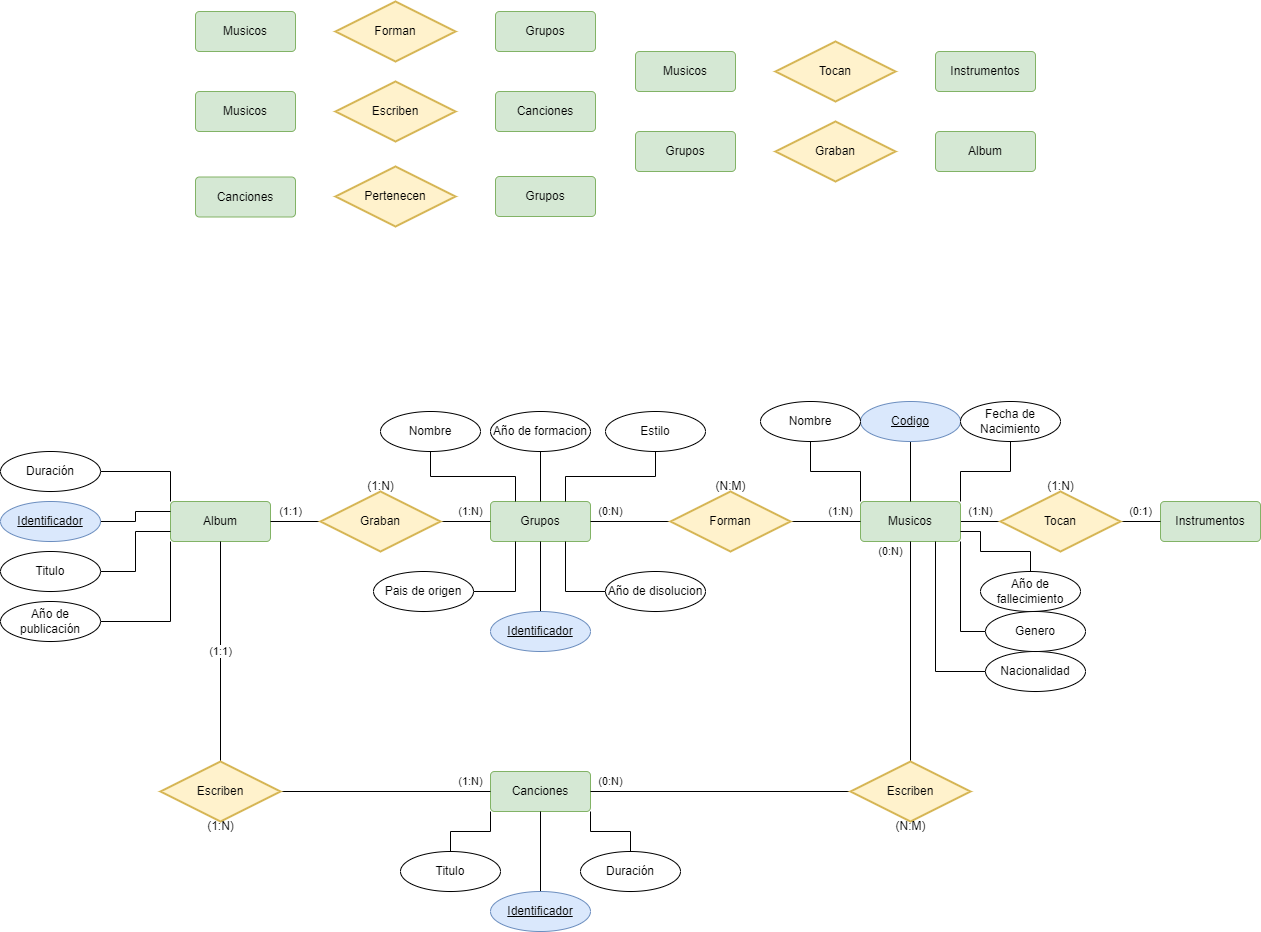 Musicos
Forman
Grupos
Musicos
Tocan
Instrumentos
Musicos
Escriben
Canciones
Grupos
Graban
Album
Canciones
Pertenecen
Grupos
Nombre
Año de formacion
Estilo
Nombre
Codigo
Fecha de
Nacimiento
Duración
Identificador
Titulo
Año de
publicación
Album
(1:1)
(1:N)
Graban
(1:N)
Grupos
(0:N)
(N:M)
Forman
(1:N)
Musicos
(1:N)
(1:N)
Tocan
(0:1)
Instrumentos
(0:N)
Pais de origen
Identificador
Año de disolucion
Año de
fallecimiento
Genero
Nacionalidad
(1:1)
Escriben
(1:N)
(1:N)
Canciones
(0:N)
Escriben
(N:M)
Titulo
Identificador
Duración